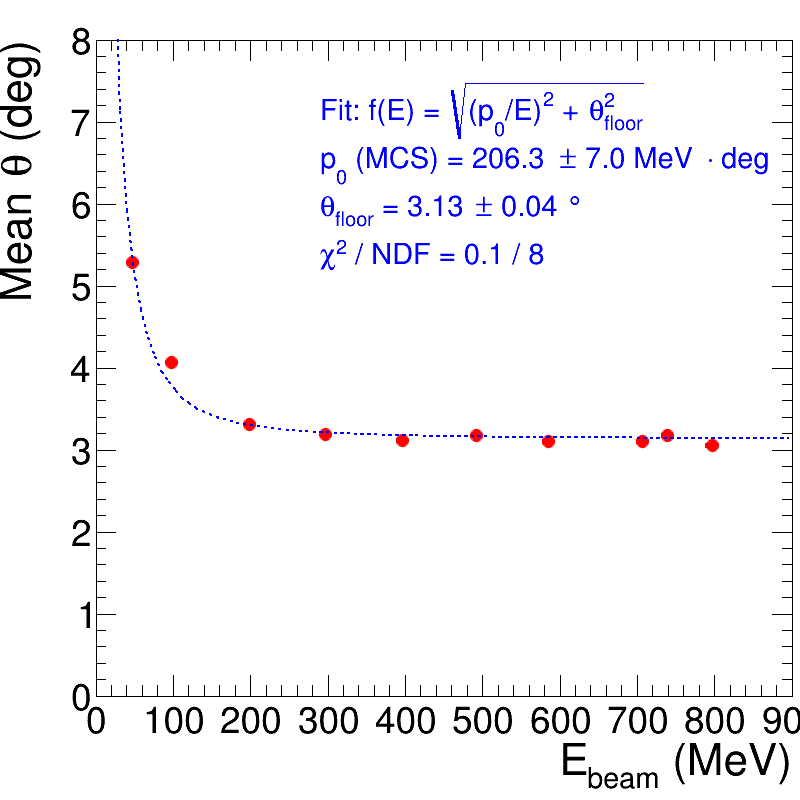 8
7
6
5
4
3
2
1
0
Mean θ (deg)
Fit: f(E) = √(p₀/E)² + θ²floor
p₀ (MCS) = 206.3 ± 7.0 MeV · deg
θfloor = 3.13 ± 0.04 °
χ² / NDF = 0.1 / 8
0 100 200 300 400 500 600 700 800 90
Ebeam (MeV)